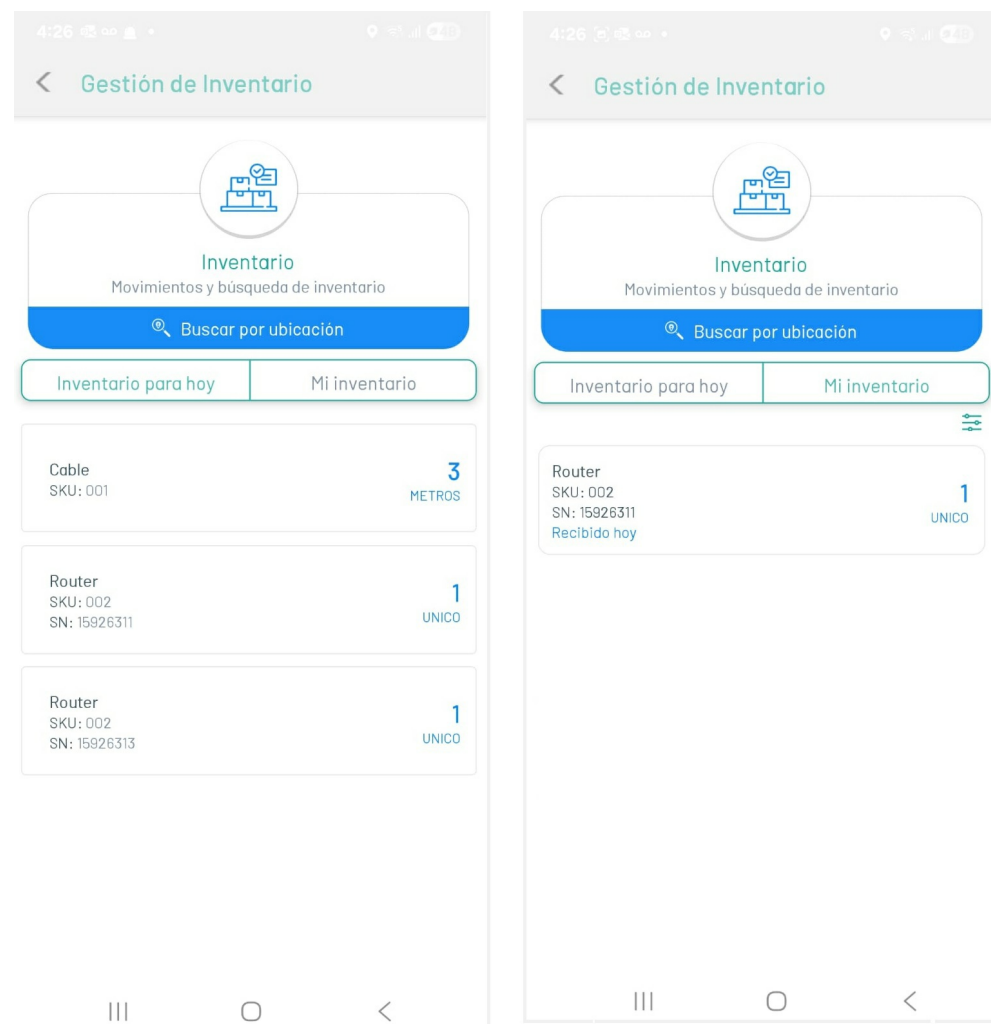 4:26
Gestión de Inventario
Inventario
Movimientos y búsqueda de inventario
Buscar por ubicación
Inventario para hoy
Mi inventario
Cable
SKU: 001
3
METROS
Router
SKU: 002
SN: 15926311
1
UNICO
Router
SKU: 002
SN: 15926313
1
UNICO
4:26
Gestión de Inventario
Inventario
Movimientos y búsqueda de inventario
Buscar por ubicación
Inventario para hoy
Mi inventario
Router
SKU: 002
SN: 15926311
Recibido hoy
1
UNICO